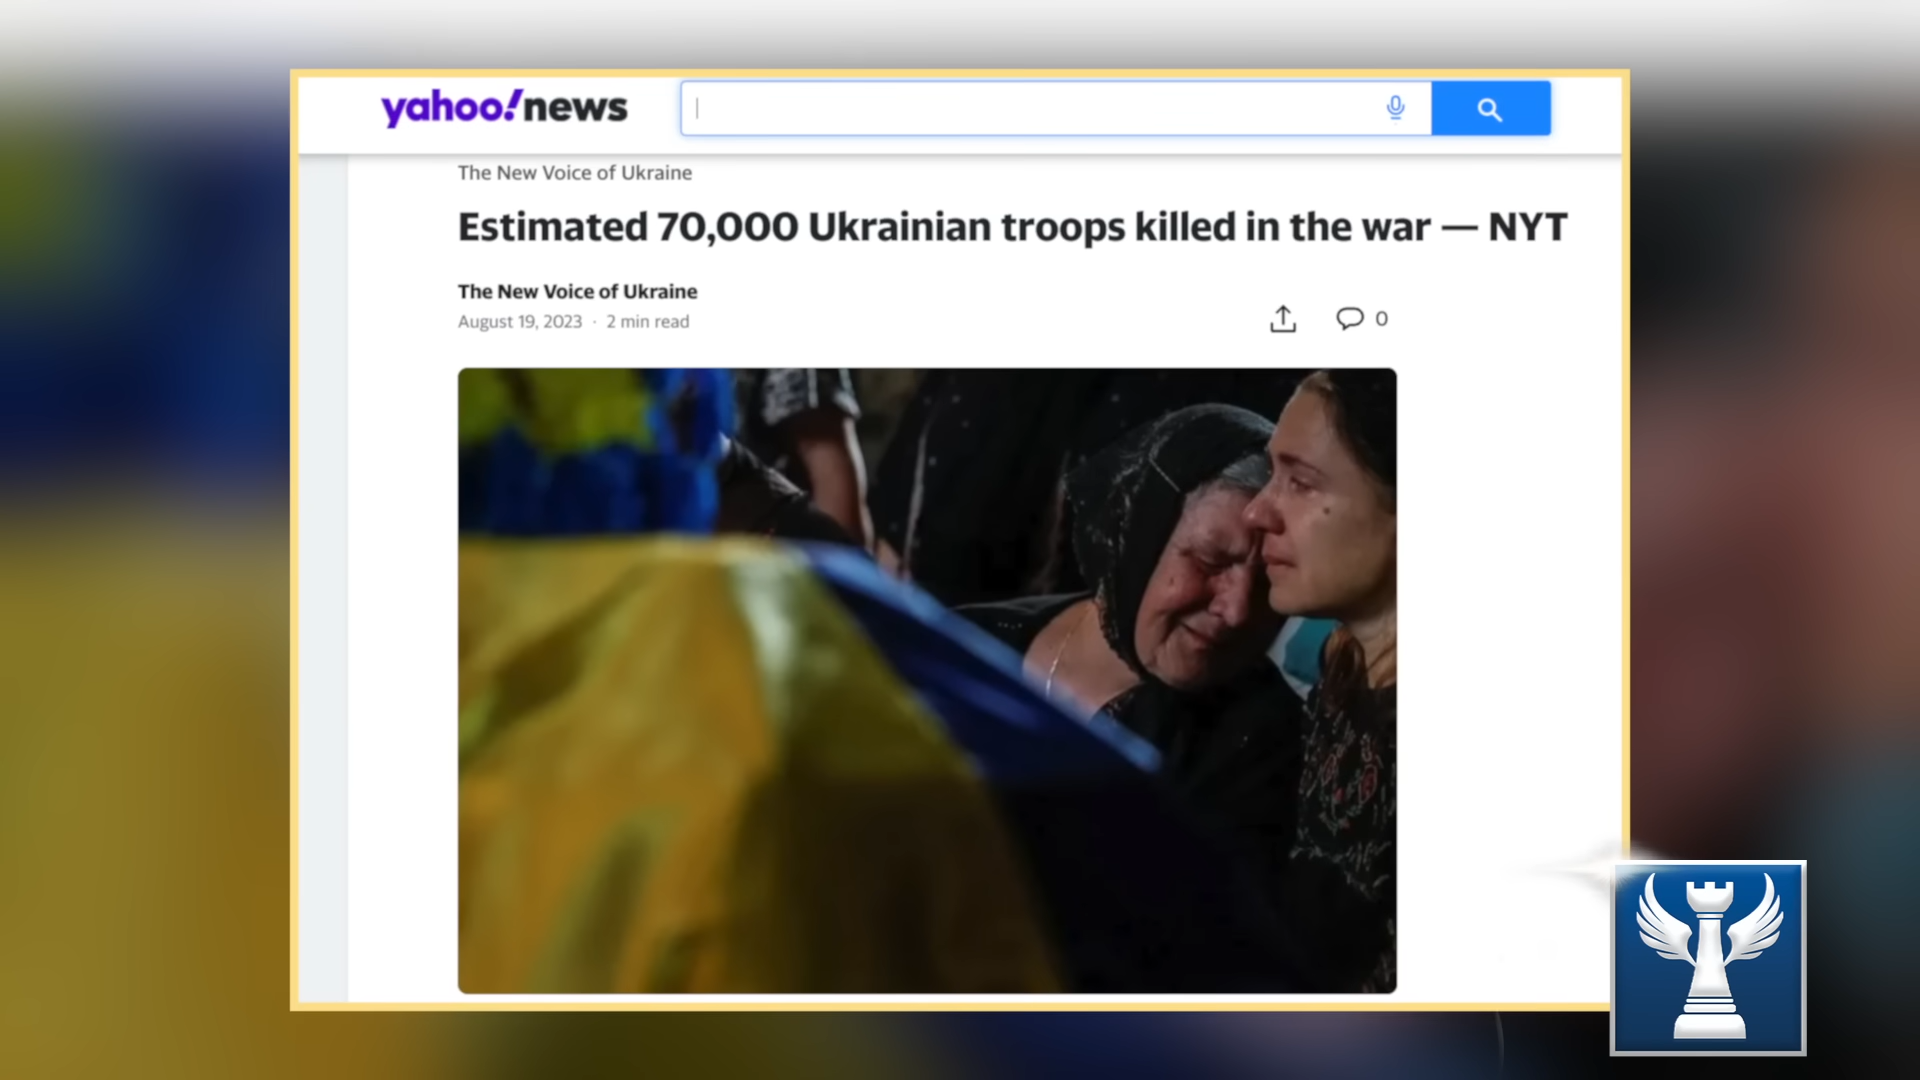 yahoo!news
The New Voice of Ukraine
Estimated 70,000 Ukrainian troops killed in the war — NYT
The New Voice of Ukraine
August 19, 2023 · 2 min read
0